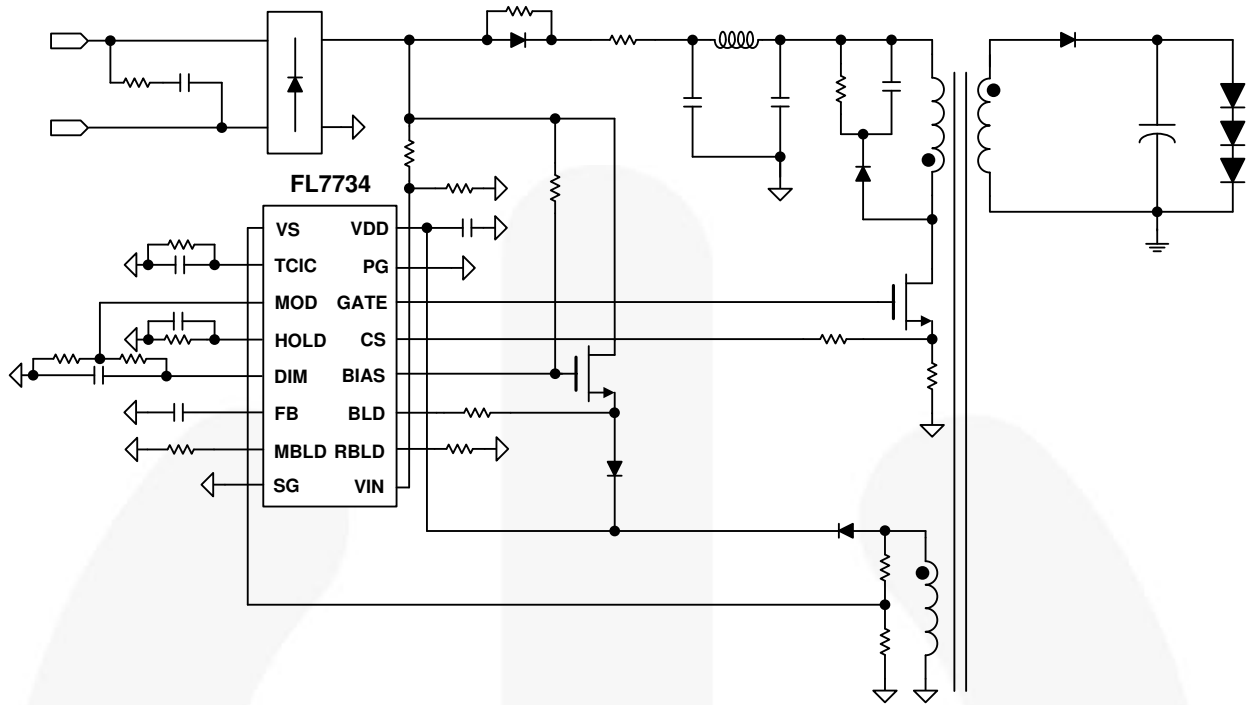 FL7734
VS VDD
TCIC PG
MOD GATE
HOLD CS
DIM BIAS
FB BLD
MBLD RBLD
SG VIN